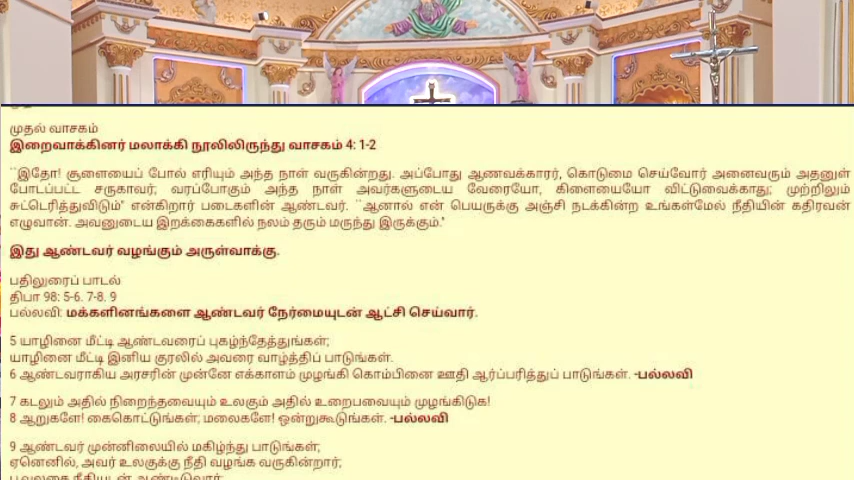 முதல் வாசகம்
இறைவாக்கினர் மலாக்கி நூலிலிருந்து வாசகம் 4: 1-2
``இதோ! சூளையைப் போல் எரியும் அந்த நாள் வருகின்றது. அப்போது ஆணவக்காரர், கொடுமை செய்வோர் அனைவரும் அதனுள்
போடப்பட்ட சருகாவர்; வரப்போகும் அந்த நாள் அவர்களுடைய வேரையோ, கிளையையோ விட்டுவைக்காது; முற்றிலும்
சுட்டெரித்துவிடும்" என்கிறார் படைகளின் ஆண்டவர். ``ஆனால் என் பெயருக்கு அஞ்சி நடக்கின்ற உங்கள்மேல் நீதியின் கதிரவன்
எழுவான். அவனுடைய இறக்கைகளில் நலம் தரும் மருந்து இருக்கும்."
இது ஆண்டவர் வழங்கும் அருள்வாக்கு.
பதிலுரைப் பாடல்
திபா 98: 5-6. 7-8. 9
பல்லவி: மக்களினங்களை ஆண்டவர் நேர்மையுடன் ஆட்சி செய்வார்.
5 யாழினை மீட்டி ஆண்டவரைப் புகழ்ந்தேத்துங்கள்;
யாழினை மீட்டி இனிய குரலில் அவரை வாழ்த்திப் பாடுங்கள்.
6 ஆண்டவராகிய அரசரின் முன்னே எக்காளம் முழங்கி கொம்பினை ஊதி ஆர்ப்பரித்துப் பாடுங்கள். -பல்லவி
7 கடலும் அதில் நிறைந்தவையும் உலகும் அதில் உறைபவையும் முழங்கிடுக!
8 ஆறுகளே! கைகொட்டுங்கள்; மலைகளே! ஒன்றுகூடுங்கள். -பல்லவி
9 ஆண்டவர் முன்னிலையில் மகிழ்ந்து பாடுங்கள்;
ஏனெனில், அவர் உலகுக்கு நீதி வழங்க வருகின்றார்;